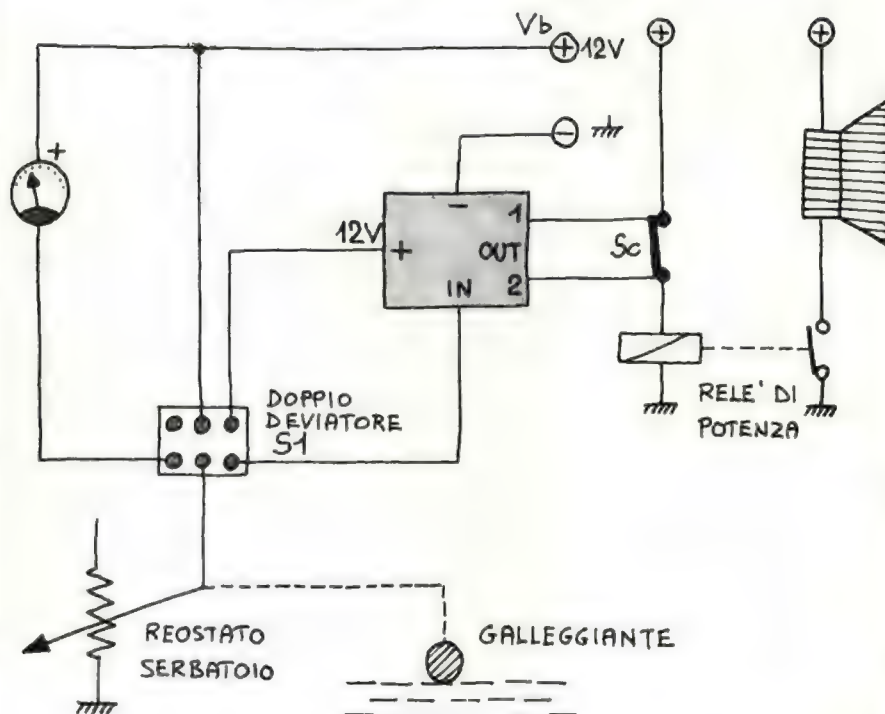 Vb
+ 12V
+
+
+
-
12V
+
-
1
OUT
IN
2
Sc
DOPPIO
DEVIATORE
S1
RELE' DI
POTENZA
REOSTATO
SERBATOIO
GALLEGGIANTE